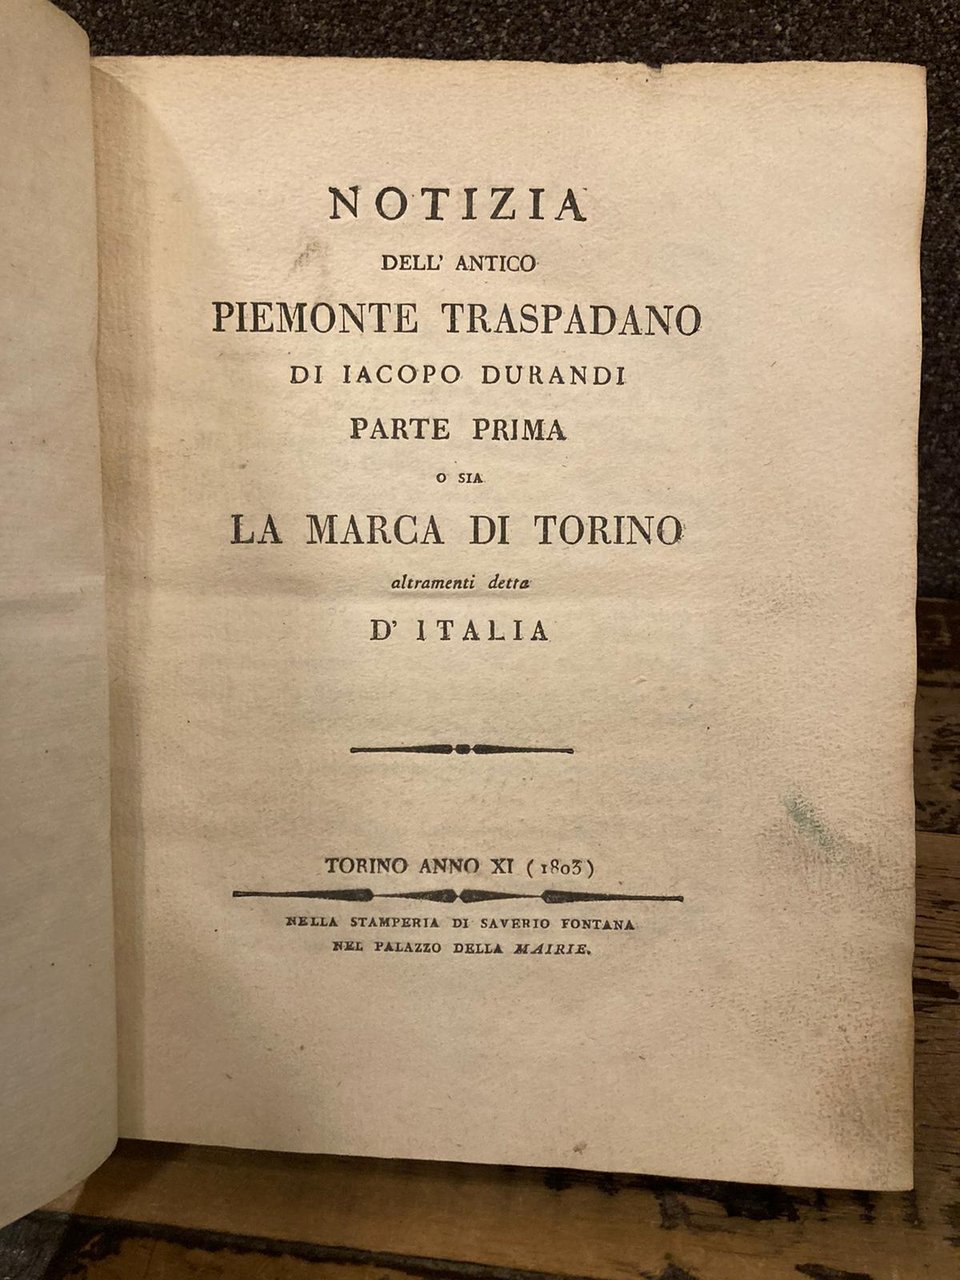 NOTIZIA
DELL' ANTICO
PIEMONTE TRASPADANO
DI IACOPO DURANDI
PARTE PRIMA
O SIA
LA MARCA DI TORINO
altramenti detta
D' ITALIA
TORINO ANNO XI (1803)
NELLA STAMPERIA DI SAVERIO FONTANA
NEL PALAZZO DELLA MAIRIE.